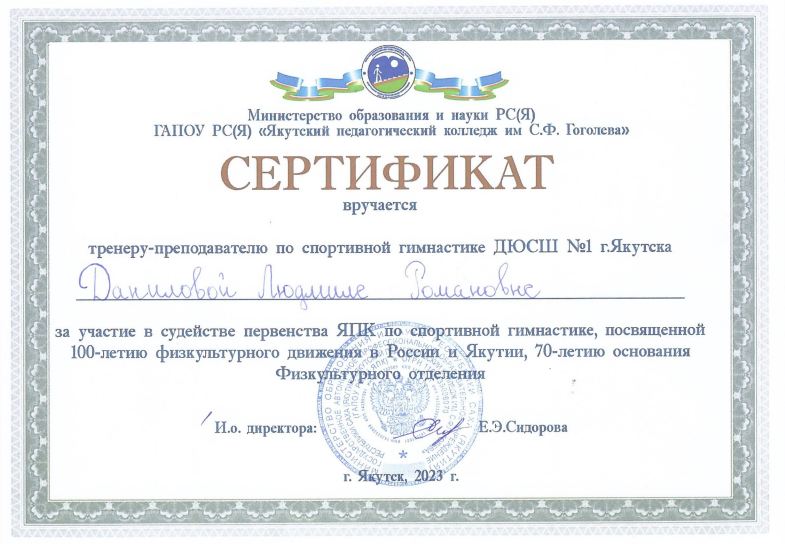 Министерство образования и науки РС(Я)
ГАПОУ РС(Я) «Якутский педагогический колледж им С.Ф. Гоголева»
СЕРТИФИКАТ
вручается
тренеру-преподавателю по спортивной гимнастике ДЮСШ №1 г.Якутска
Даниловой Людмиле Романовне
за участие в судействе первенства ЯПК по спортивной гимнастике, посвященной
100-летию физкультурного движения в России и Якутии, 70-летию основания
Физкультурного отделения
И.о. директора: Е.Э.Сидорова
г. Якутск, 2023 г.